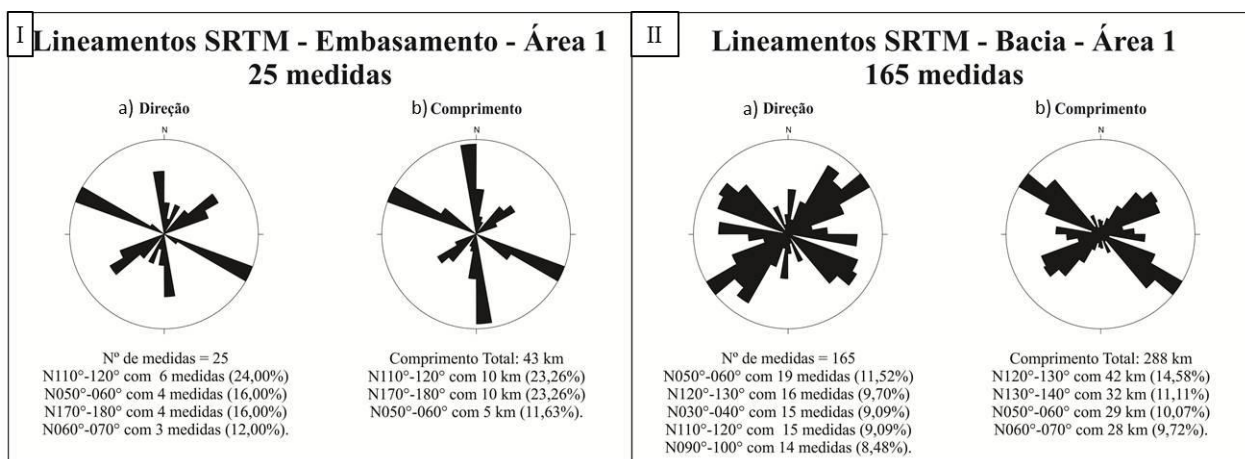 I
Lineamentos SRTM - Embasamento - Área 1
25 medidas
a) Direção
N
Nº de medidas = 25
N110°-120° com 6 medidas (24,00%)
N050°-060° com 4 medidas (16,00%)
N170°-180° com 4 medidas (16,00%)
N060°-070° com 3 medidas (12,00%).
b) Comprimento
N
Comprimento Total: 43 km
N110°-120° com 10 km (23,26%)
N170°-180° com 10 km (23,26%)
N050°-060° com 5 km (11,63%).
II
Lineamentos SRTM - Bacia - Área 1
165 medidas
a) Direção
N
Nº de medidas = 165
N050°-060° com 19 medidas (11,52%)
N120°-130° com 16 medidas (9,70%)
N030°-040° com 15 medidas (9,09%)
N110°-120° com 15 medidas (9,09%)
N090°-100° com 14 medidas (8,48%).
b) Comprimento
N
Comprimento Total: 288 km
N120°-130° com 42 km (14,58%)
N130°-140° com 32 km (11,11%)
N050°-060° com 29 km (10,07%)
N060°-070° com 28 km (9,72%).